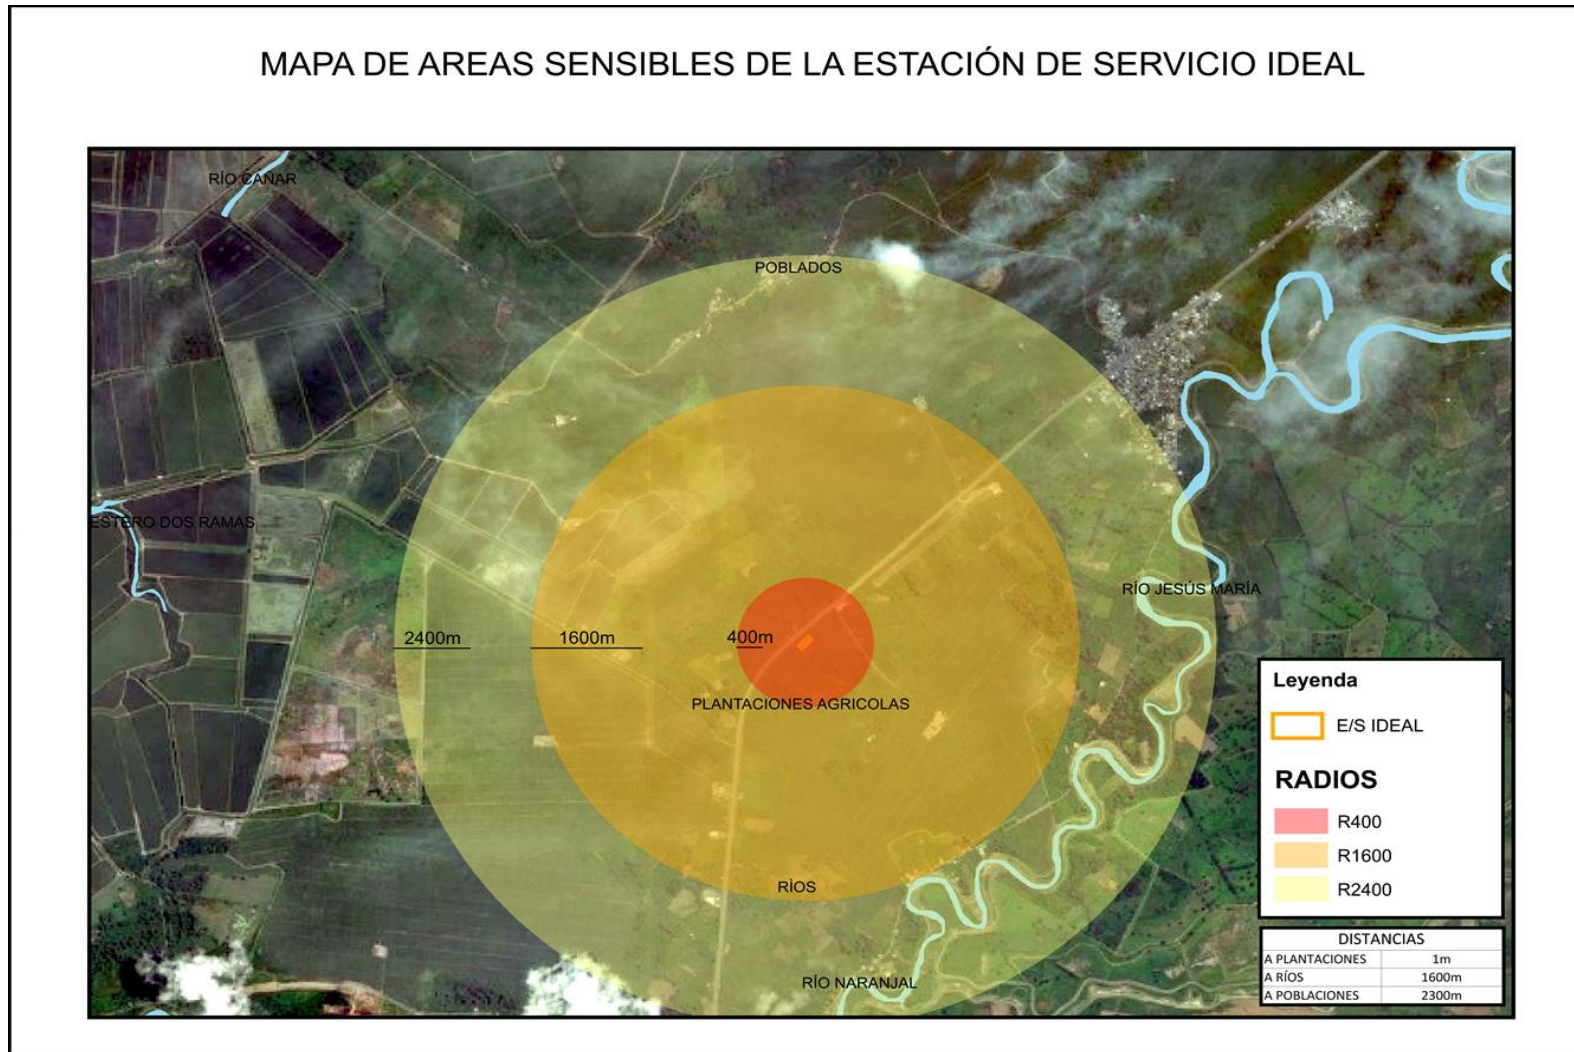 MAPA DE AREAS SENSIBLES DE LA ESTACIÓN DE SERVICIO IDEAL
RÍO CAÑAR
POBLADOS
ESTERO DOS RAMAS
RÍO JESÚS MARÍA
2400m
1600m
400m
PLANTACIONES AGRICOLAS
RÌOS
RÍO NARANJAL
Leyenda
E/S IDEAL
RADIOS
R400
R1600
R2400
DISTANCIAS
A PLANTACIONES 1m
A RÍOS 1600m
A POBLACIONES 2300m